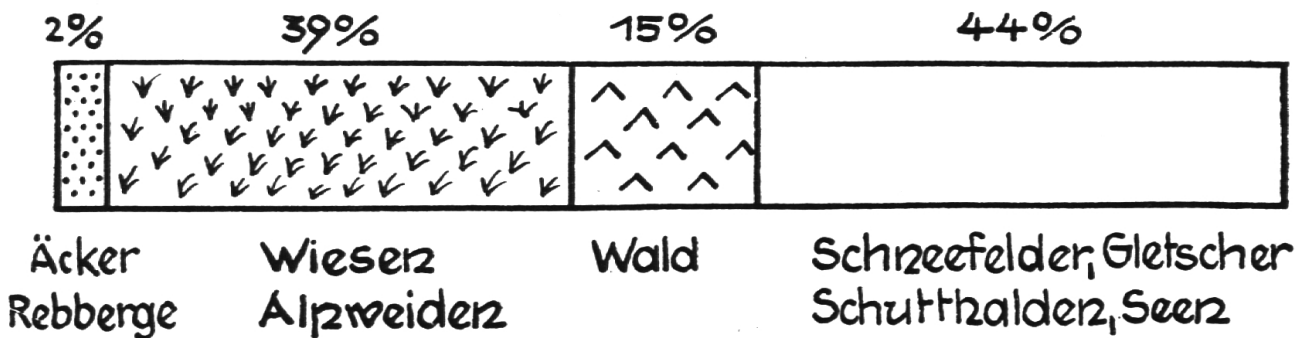 2% 39% 15% 44%
Äcker Wiesen Wald Schneefelder, Gletscher
Rebberge Alpweiden Schutthalden, Seen